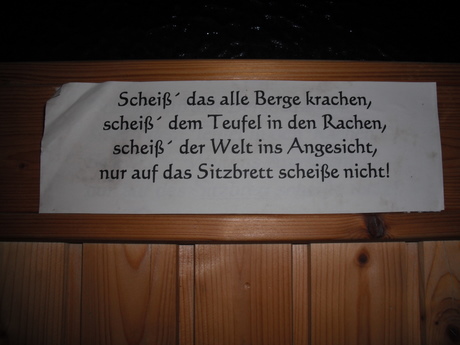 Scheiß´ das alle Berge krachen,
scheiß´ dem Teufel in den Rachen,
scheiß´ der Welt ins Angesicht,
nur auf das Sitzbrett scheiße nicht!